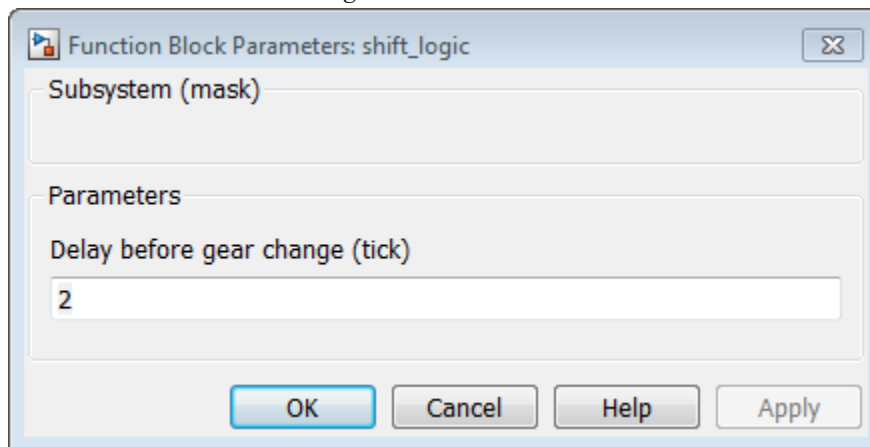 Function Block Parameters: shift_logic
Subsystem (mask)
Parameters
Delay before gear change (tick)
2
OK Cancel Help Apply